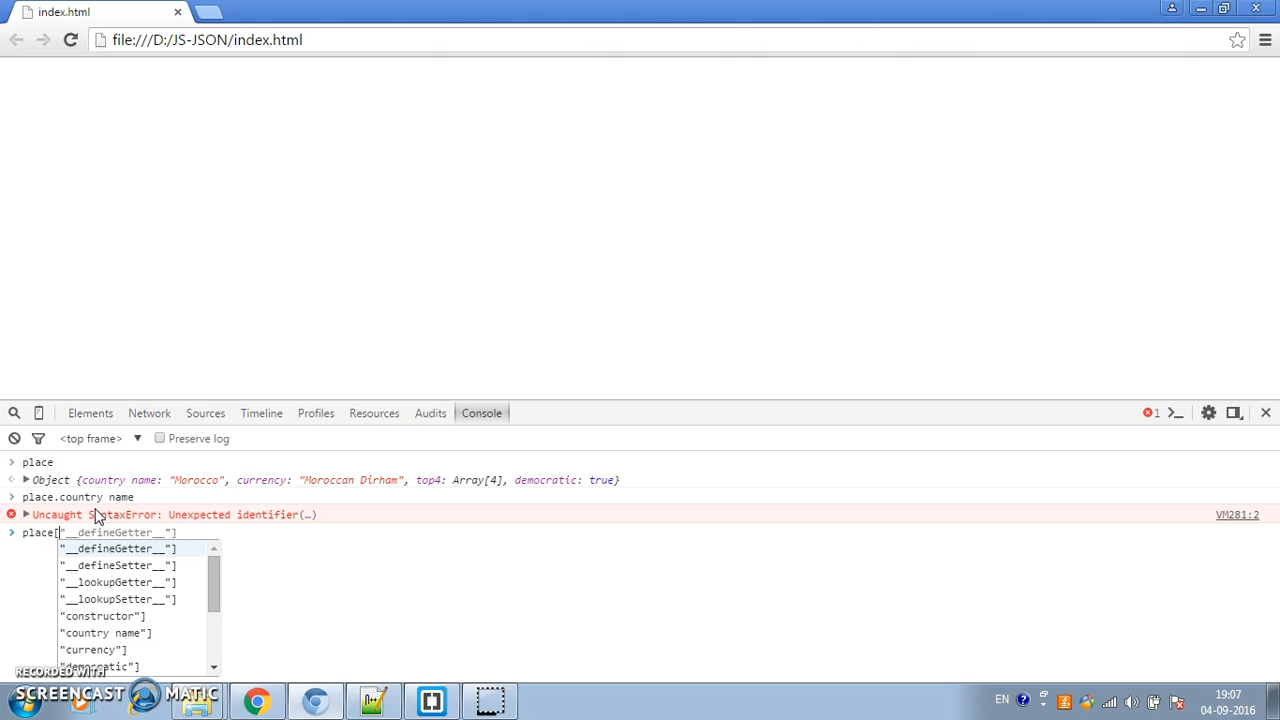 index.html
file:///D:/JS-JSON/index.html
Elements Network Sources Timeline Profiles Resources Audits Console 1
<top frame> Preserve log
place
Object {country name: "Morocco", currency: "Moroccan Dirham", top4: Array[4], democratic: true}
place.country name
Uncaught SyntaxError: Unexpected identifier(…) VM281:2
place["__defineGetter__"]
"__defineGetter__"]
"__defineSetter__"]
"__lookupGetter__"]
"__lookupSetter__"]
"constructor"]
"country name"]
"currency"]
"democratic"]
RECORDED WITH
SCREENCAST MATIC
EN 19:07
04-09-2016